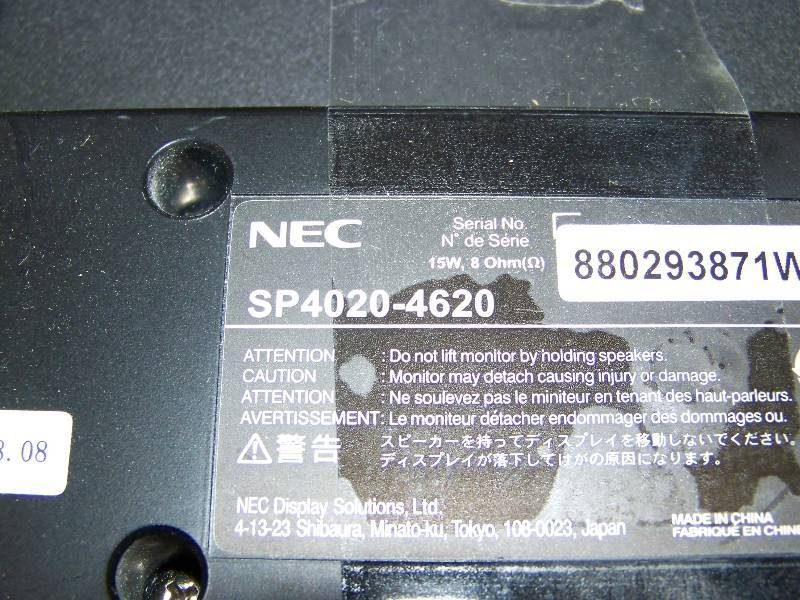 NEC
Serial No.
N° de Série
15W, 8 Ohm(Ω)
880293871W
SP4020-4620
ATTENTION : Do not lift monitor by holding speakers.
CAUTION : Monitor may detach causing injury or damage.
ATTENTION : Ne soulevez pas le miniteur en tenant des haut-parleurs.
AVERTISSEMENT: Le moniteur détacher endommager des dommages ou.
警告 スピーカーを持ってディスプレイを移動しないでください。
ディスプレイが落下してけがの原因になります。
.08
NEC Display Solutions, Ltd.
4-13-23 Shibaura, Minato-ku, Tokyo, 108-0023, Japan
MADE IN CHINA
FABRIQUÉ EN CHINE